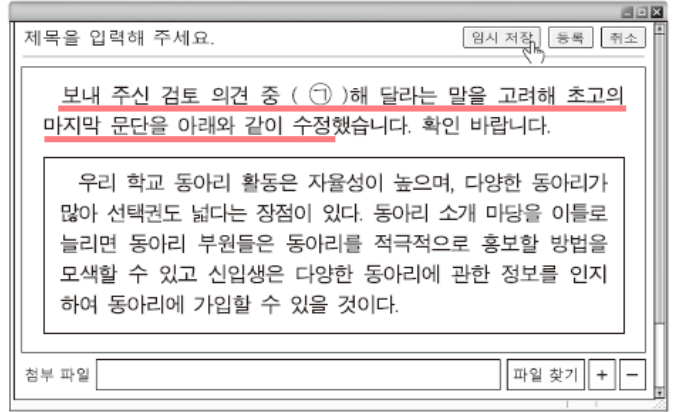 제목을 입력해 주세요.
임시 저장
등록
취소
보내 주신 검토 의견 중 ( ㉠ )해 달라는 말을 고려해 초고의
마지막 문단을 아래와 같이 수정했습니다. 확인 바랍니다.
우리 학교 동아리 활동은 자율성이 높으며, 다양한 동아리가
많아 선택권도 넓다는 장점이 있다. 동아리 소개 마당을 이틀로
늘리면 동아리 부원들은 동아리를 적극적으로 홍보할 방법을
모색할 수 있고 신입생은 다양한 동아리에 관한 정보를 인지
하여 동아리에 가입할 수 있을 것이다.
첨부 파일
파일 찾기
+
−